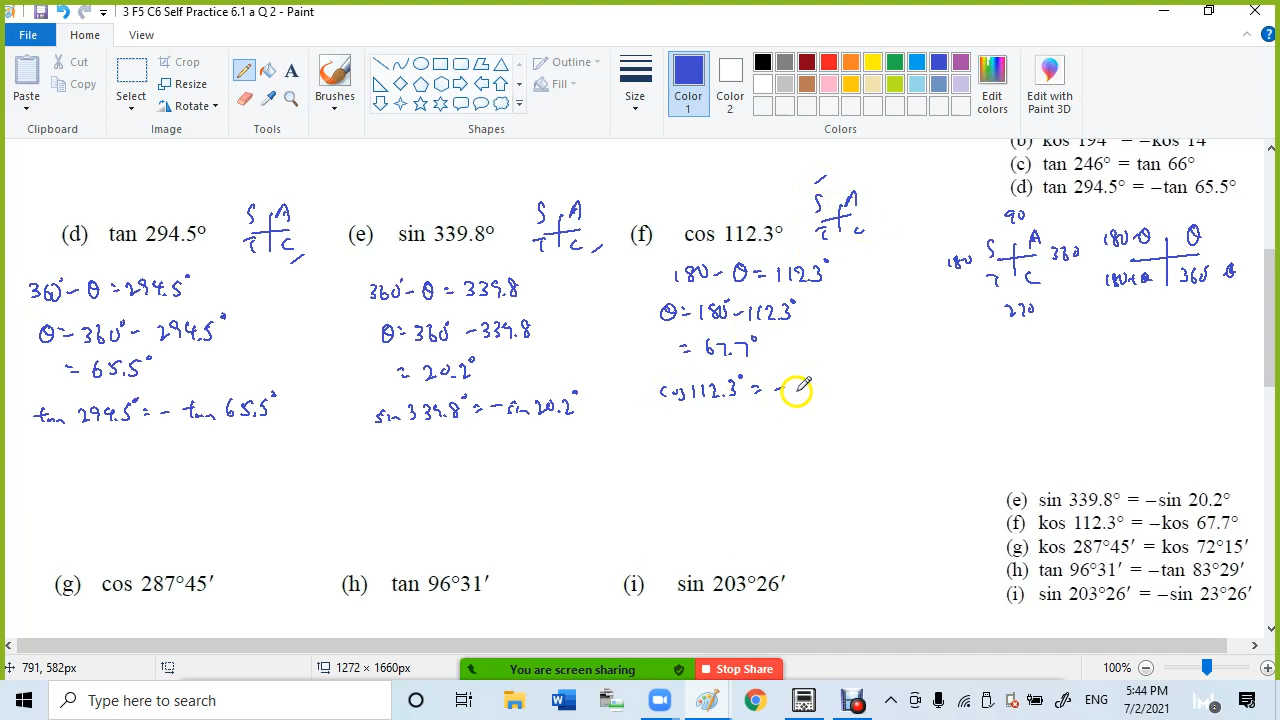 3 F5 C6 Self Practice 6.1 a Q 2 - Paint
File
Home
View
Paste
Cut
Copy
Clipboard
Select
Crop
Resize
Rotate
Image
A
Tools
Brushes
Outline
Fill
Shapes
Size
Color 1
Color 2
Edit colors
Edit with Paint 3D
Colors
(b) kos 194° = −kos 14°
(c) tan 246° = tan 66°
(d) tan 294.5° = −tan 65.5°
(d) tan 294.5°
S A
T C
360° - θ = 294.5°
θ = 360° - 294.5°
= 65.5°
tan 294.5° = - tan 65.5°
(e) sin 339.8°
S A
T C
360° - θ = 339.8
θ = 360° - 339.8
= 20.2°
sin 339.8° = - sin 20.2°
(f) cos 112.3°
S A
T C
180 - θ = 112.3°
θ = 180° - 112.3°
= 67.7°
cos 112.3° = -
90
180 S A 360
T C
270
180-θ θ
180+θ 360° θ
(e) sin 339.8° = −sin 20.2°
(f) kos 112.3° = −kos 67.7°
(g) kos 287°45′ = kos 72°15′
(h) tan 96°31′ = −tan 83°29′
(i) sin 203°26′ = −sin 23°26′
(g) cos 287°45′
(h) tan 96°31′
(i) sin 203°26′
791, 582px
1272 × 1660px
100%
You are screen sharing
Stop Share
Type here to search
ENG
5:44 PM
7/2/2021